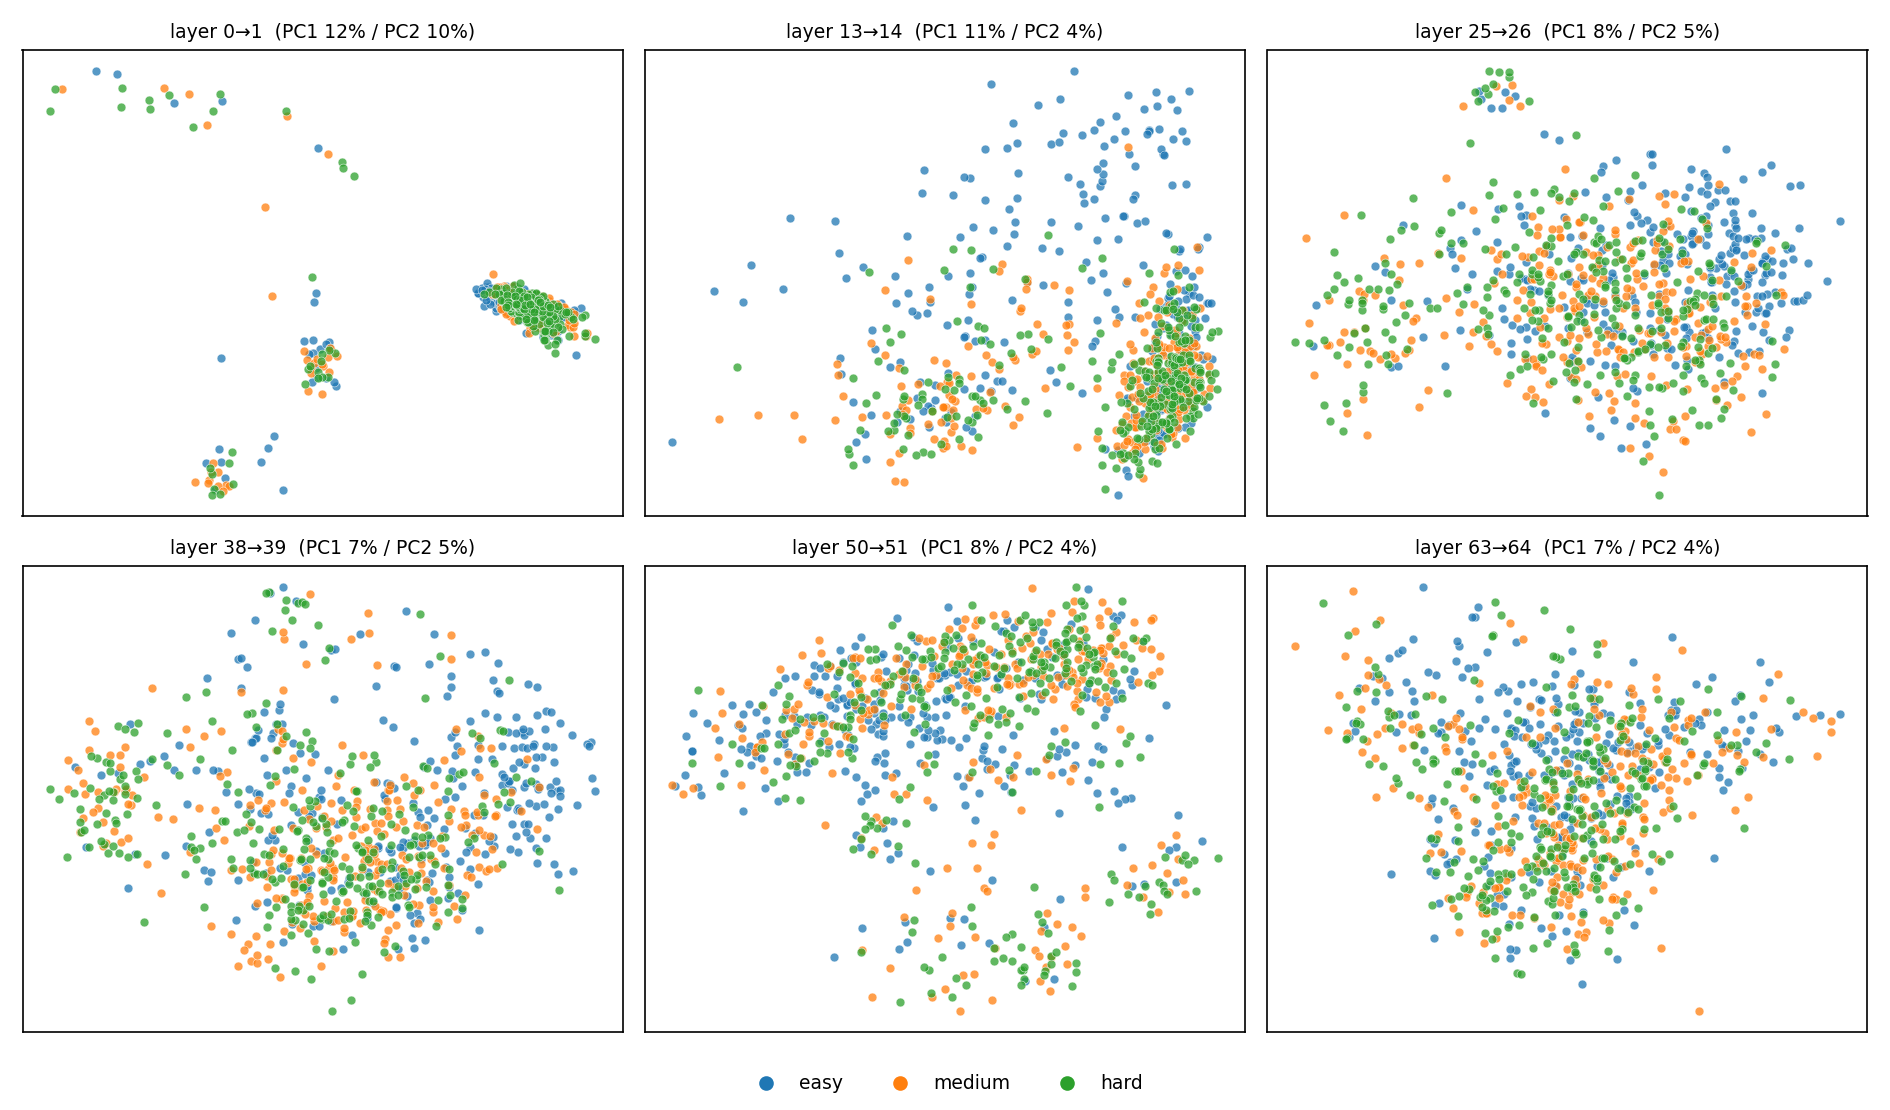 layer 0→1  (PC1 12% / PC2 10%)
layer 13→14  (PC1 11% / PC2 4%)
layer 25→26  (PC1 8% / PC2 5%)
layer 38→39  (PC1 7% / PC2 5%)
layer 50→51  (PC1 8% / PC2 4%)
layer 63→64  (PC1 7% / PC2 4%)
easy
medium
hard